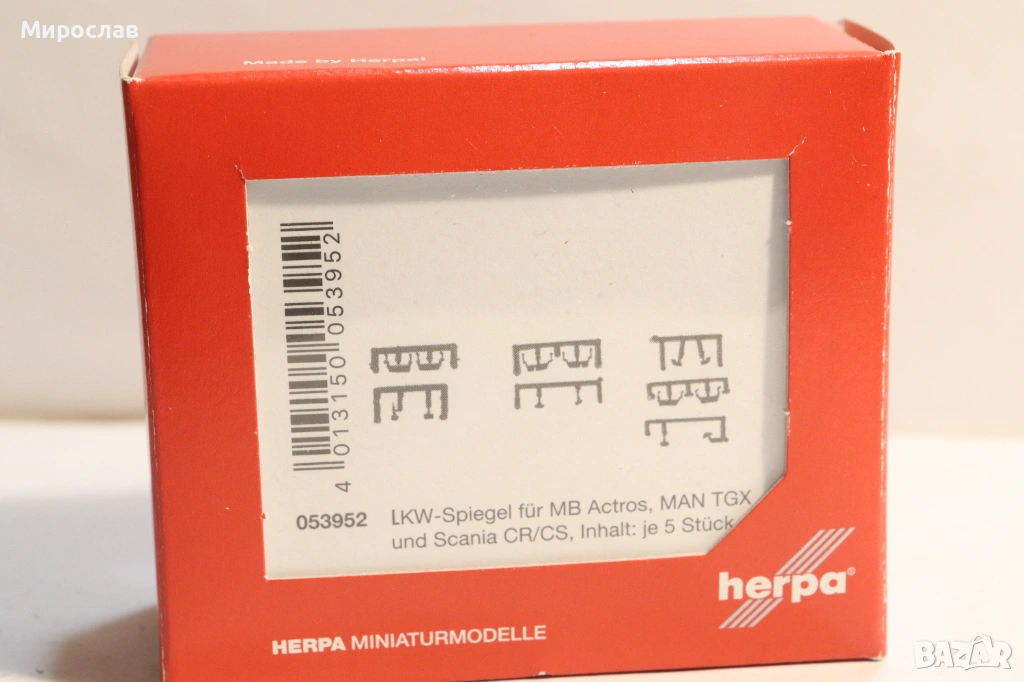 Мирослав
Made by Herpa!
4 013150 053952
053952 LKW-Spiegel für MB Actros, MAN TGX
und Scania CR/CS, Inhalt: je 5 Stück
herpa®
HERPA MINIATURMODELLE
BAZAR